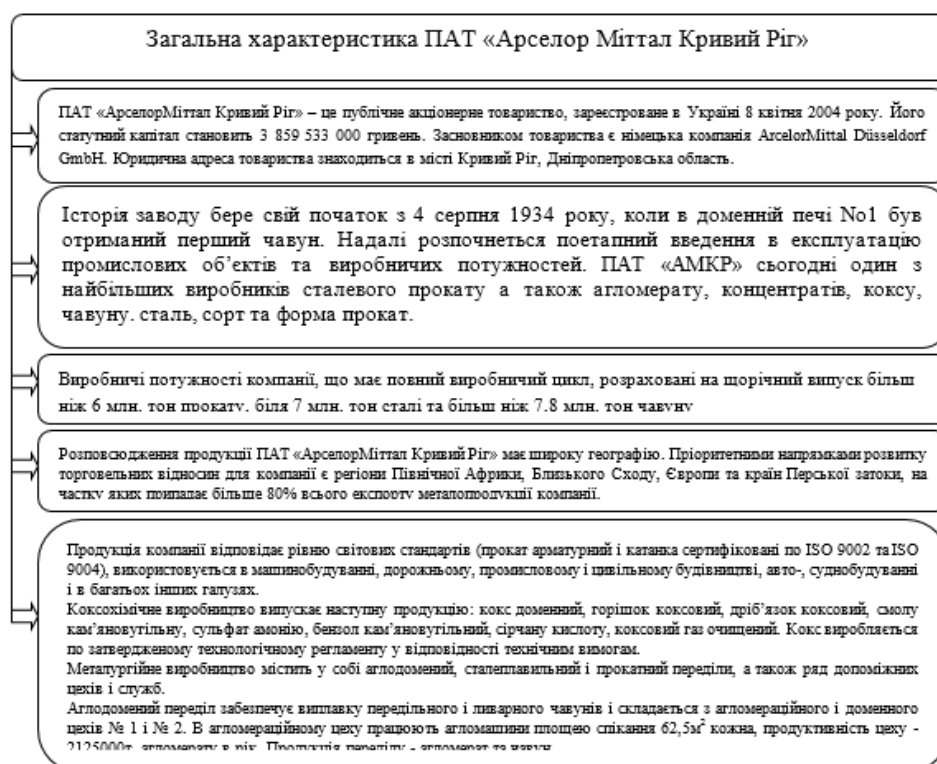 Загальна характеристика ПАТ «Арселор Міттал Кривий Ріг»
ПАТ «АрселорМіттал Кривий Ріг» – це публічне акціонерне товариство, зареєстроване в Україні 8 квітня 2004 року. Його
статутний капітал становить 3 859 533 000 гривень. Засновником товариства є німецька компанія ArcelorMittal Düsseldorf
GmbH. Юридична адреса товариства знаходиться в місті Кривий Ріг, Дніпропетровська область.
Історія заводу бере свій початок з 4 серпня 1934 року, коли в доменній печі No1 був
отриманий перший чавун. Надалі розпочнеться поетапний введення в експлуатацію
промислових об’єктів та виробничих потужностей. ПАТ «АМКР» сьогодні один з
найбільших виробників сталевого прокату а також агломерату, концентратів, коксу,
чавуну. сталь, сорт та форма прокат.
Виробничі потужності компанії, що має повний виробничий цикл, розраховані на щорічний випуск більш
ніж 6 млн. тон прокату, біля 7 млн. тон сталі та більш ніж 7,8 млн. тон чавуну
Розповсюдження продукції ПАТ «АрселорМіттал Кривий Ріг» має широку географію. Пріоритетними напрямками розвитку
торговельних відносин для компанії є регіони Північної Африки, Близького Сходу, Європи та країн Перської затоки, на
частку яких припадає більше 80% всього експорту металопродукції компанії.
Продукція компанії відповідає рівню світових стандартів (прокат арматурний і катанка сертифіковані по ISO 9002 та ISO
9004), використовується в машинобудуванні, дорожньому, промисловому і цивільному будівництві, авто-, суднобудуванні
і в багатьох інших галузях.
Коксохімічне виробництво випускає наступну продукцію: кокс доменний, горішок коксовий, дріб’язок коксовий, смолу
кам’яновугільну, сульфат амонію, бензол кам’яновугільний, сірчану кислоту, коксовий газ очищений. Кокс виробляється
по затвердженому технологічному регламенту у відповідності технічним вимогам.
Металургійне виробництво містить у собі аглодомений, сталеплавильний і прокатний переділи, а також ряд допоміжних
цехів і служб.
Аглодомений переділ забезпечує виплавку передільного і ливарного чавунів і складається з агломераційного і доменного
цехів № 1 і № 2. В агломераційному цеху працюють агломашини площею спікання 62,5м² кожна, продуктивність цеху -
2125000т. агломерату в рік. Продукція переділу - агломерат та чавун